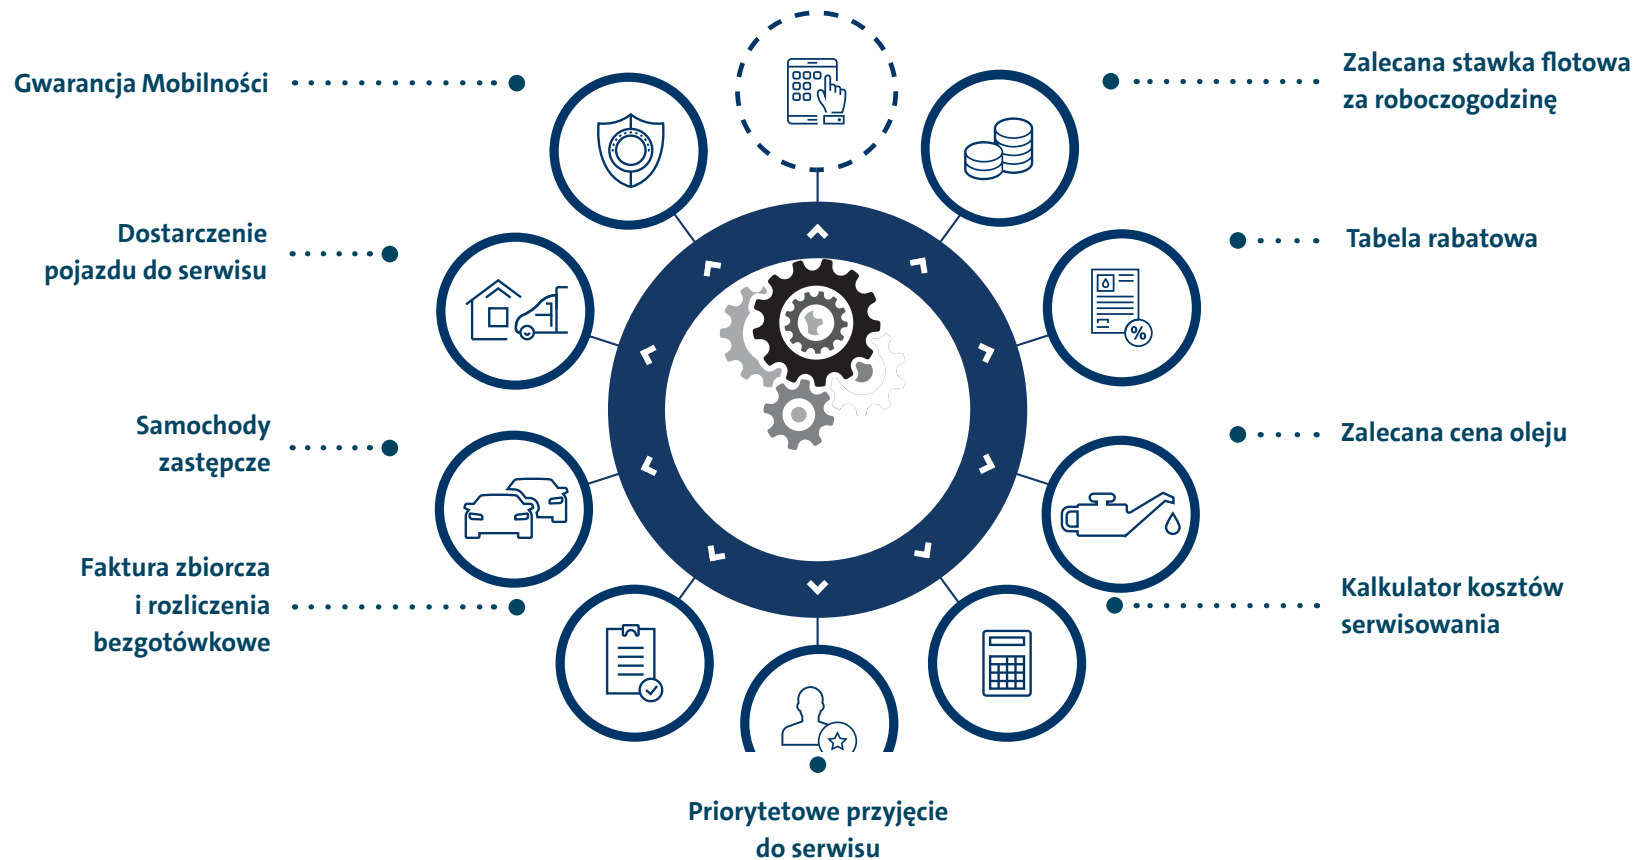 Gwarancja Mobilności
Zalecana stawka flotowa
za roboczogodzinę
Dostarczenie
pojazdu do serwisu
Tabela rabatowa
Samochody
zastępcze
Zalecana cena oleju
Faktura zbiorcza
i rozliczenia
bezgotówkowe
Kalkulator kosztów
serwisowania
Priorytetowe przyjęcie
do serwisu
%